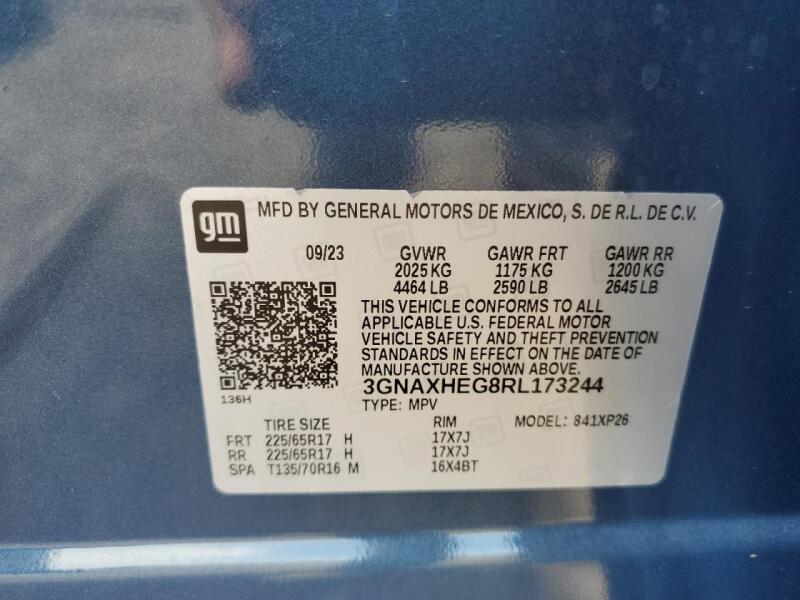 gm MFD BY GENERAL MOTORS DE MEXICO, S. DE R.L. DE C.V.
09/23 GVWR GAWR FRT GAWR RR
2025 KG 1175 KG 1200 KG
4464 LB 2590 LB 2645 LB
THIS VEHICLE CONFORMS TO ALL
APPLICABLE U.S. FEDERAL MOTOR
VEHICLE SAFETY AND THEFT PREVENTION
STANDARDS IN EFFECT ON THE DATE OF
MANUFACTURE SHOWN ABOVE.
136H 3GNAXHEG8RL173244
TYPE: MPV
TIRE SIZE RIM MODEL: 841XP26
FRT 225/65R17 H 17X7J
RR 225/65R17 H 17X7J
SPA T135/70R16 M 16X4BT